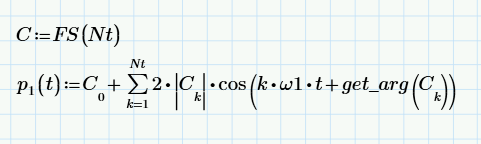 C:=FS(Nt)
p₁(t):=C₀+∑_{k=1}^{Nt} 2·|C_k|·cos(k·ω1·t+get_arg(C_k))